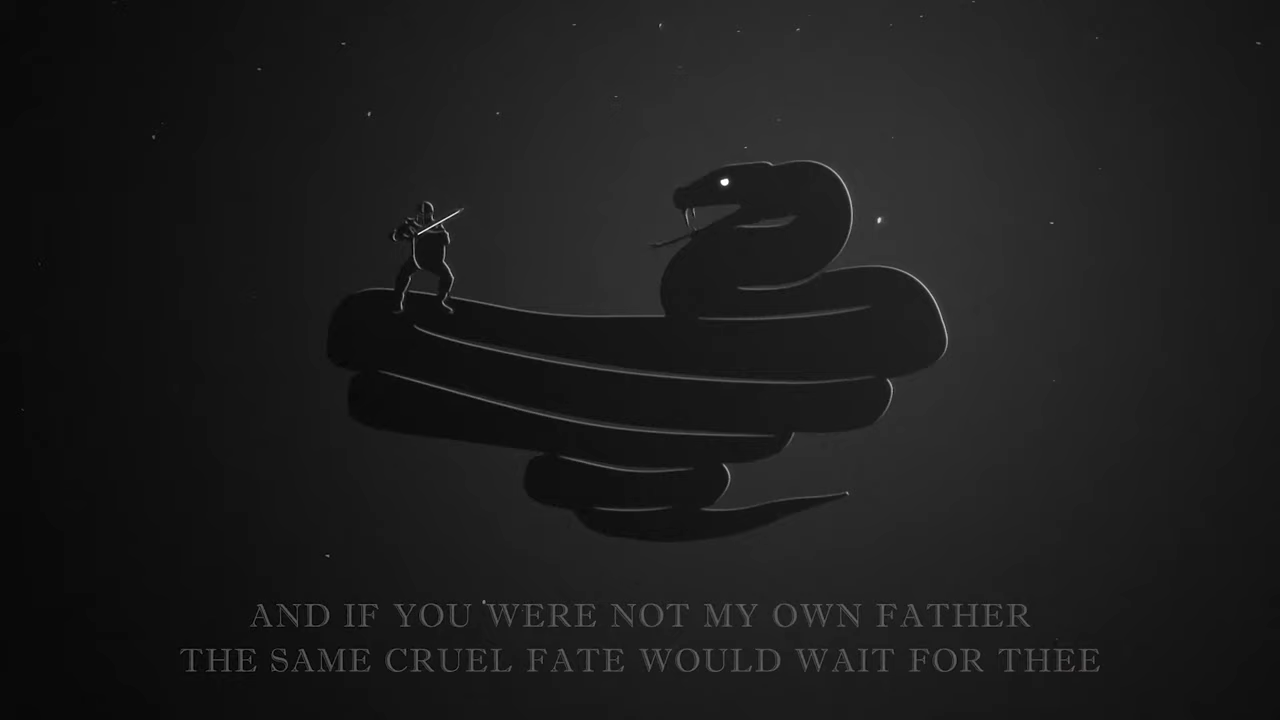 AND IF YOU WERE NOT MY OWN FATHER
THE SAME CRUEL FATE WOULD WAIT FOR THEE